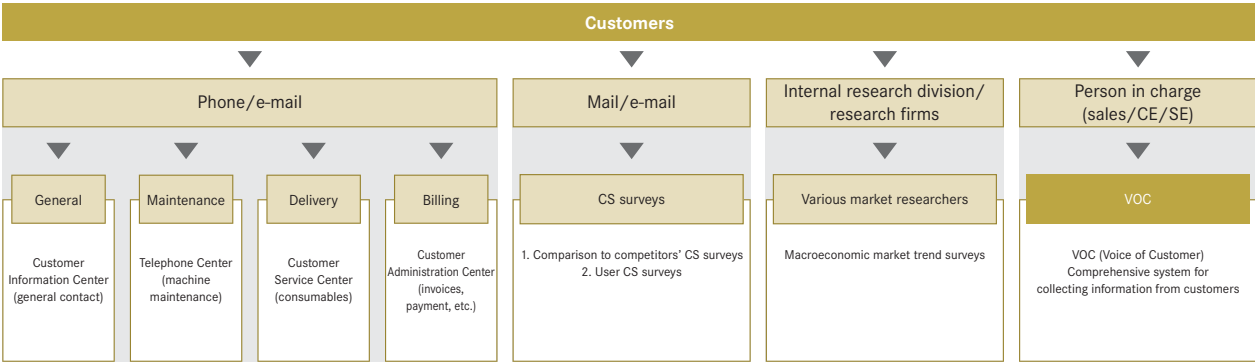 Customers
Phone/e-mail
Mail/e-mail
Internal research division/
research firms
Person in charge
(sales/CE/SE)
General
Maintenance
Delivery
Billing
CS surveys
Various market researchers
VOC
Customer
Information Center
(general contact)
Telephone Center
(machine
maintenance)
Customer
Service Center
(consumables)
Customer
Administration Center
(invoices,
payment, etc.)
1. Comparison to competitors' CS surveys
2. User CS surveys
Macroeconomic market trend surveys
VOC (Voice of Customer)
Comprehensive system for
collecting information from customers